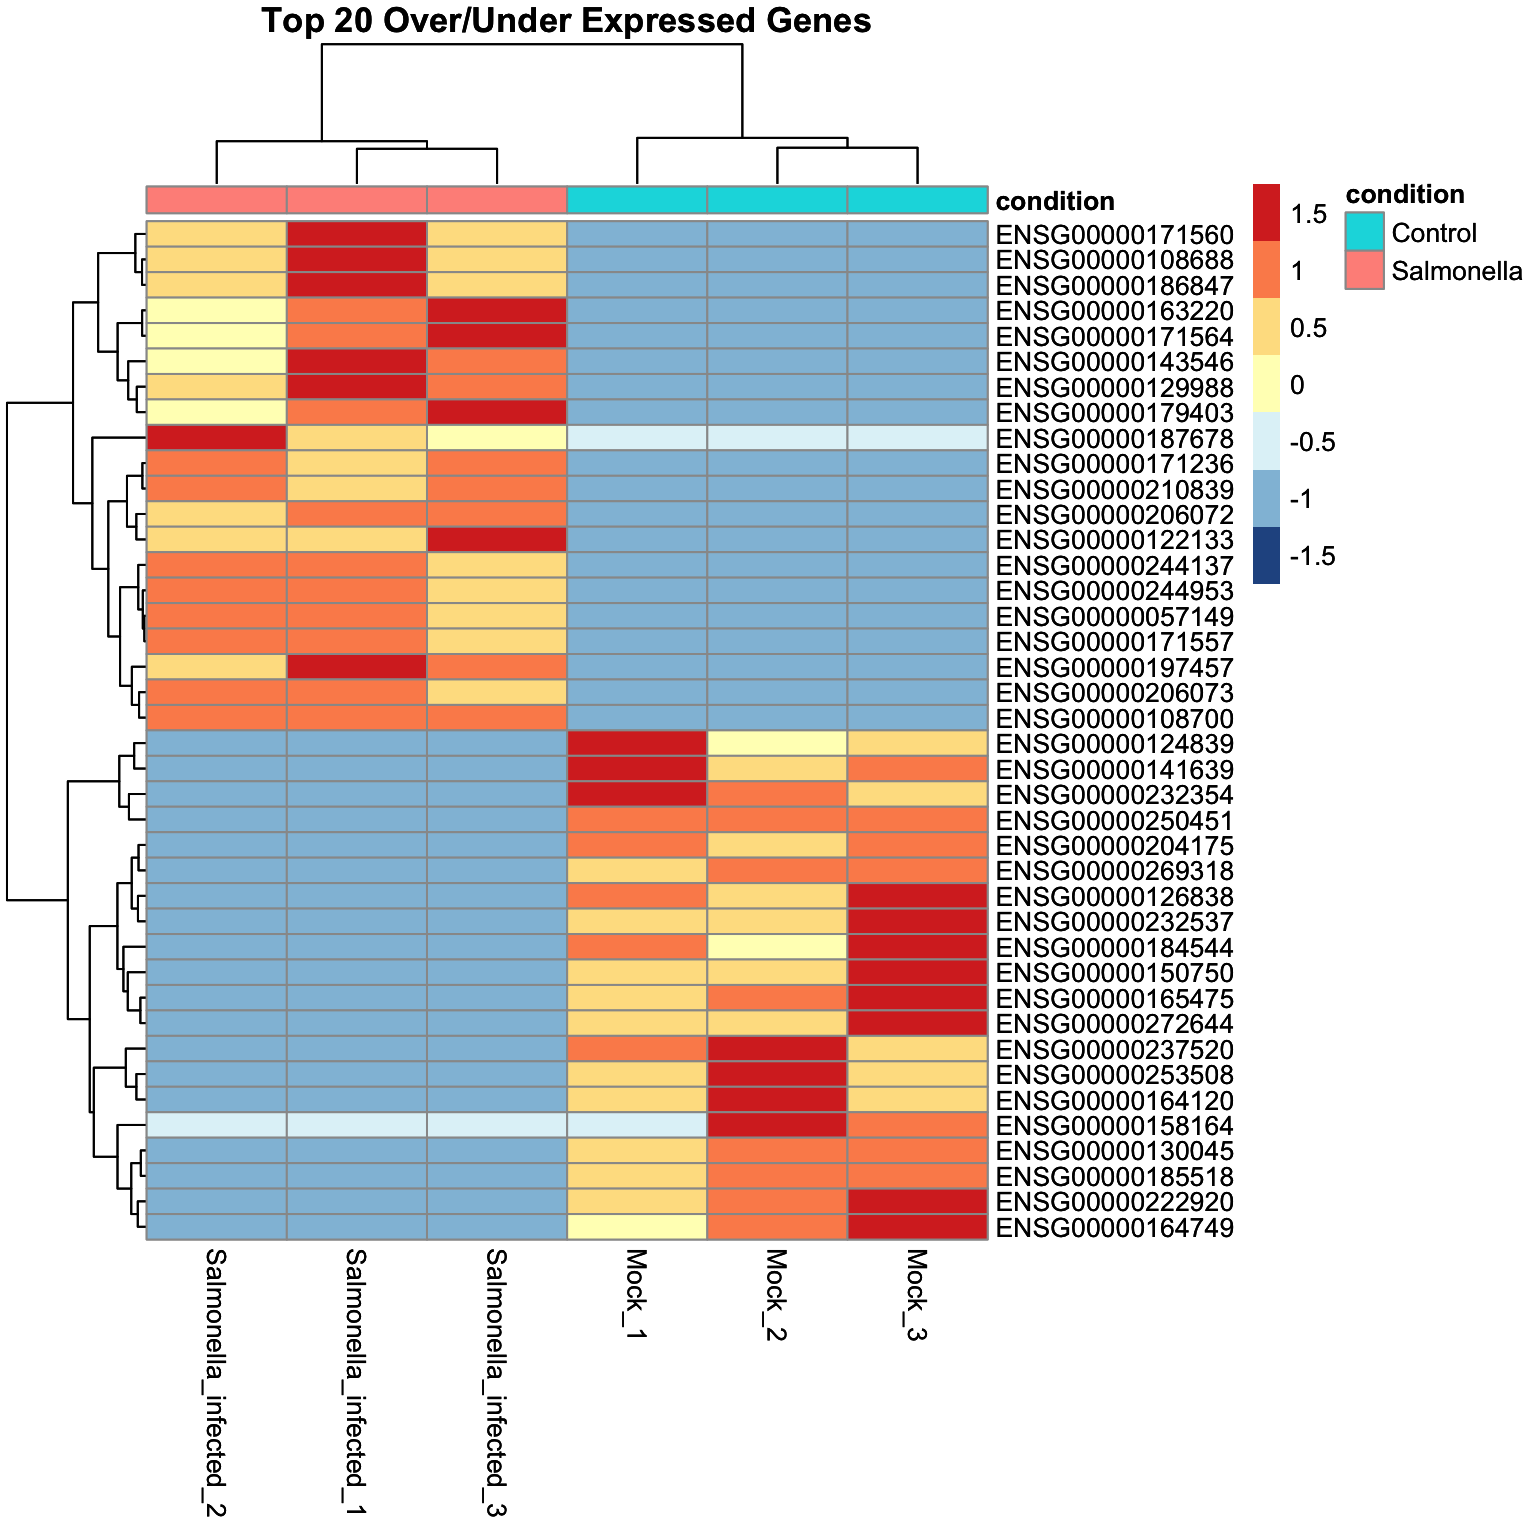 Top 20 Over/Under Expressed Genes
condition
ENSG00000171560
ENSG00000108688
ENSG00000186847
ENSG00000163220
ENSG00000171564
ENSG00000143546
ENSG00000129988
ENSG00000179403
ENSG00000187678
ENSG00000171236
ENSG00000210839
ENSG00000206072
ENSG00000122133
ENSG00000244137
ENSG00000244953
ENSG00000057149
ENSG00000171557
ENSG00000197457
ENSG00000206073
ENSG00000108700
ENSG00000124839
ENSG00000141639
ENSG00000232354
ENSG00000250451
ENSG00000204175
ENSG00000269318
ENSG00000126838
ENSG00000232537
ENSG00000184544
ENSG00000150750
ENSG00000165475
ENSG00000272644
ENSG00000237520
ENSG00000253508
ENSG00000164120
ENSG00000158164
ENSG00000130045
ENSG00000185518
ENSG00000222920
ENSG00000164749
1.5
1
0.5
0
-0.5
-1
-1.5
condition
Control
Salmonella
Salmonella_infected_2
Salmonella_infected_1
Salmonella_infected_3
Mock_1
Mock_2
Mock_3